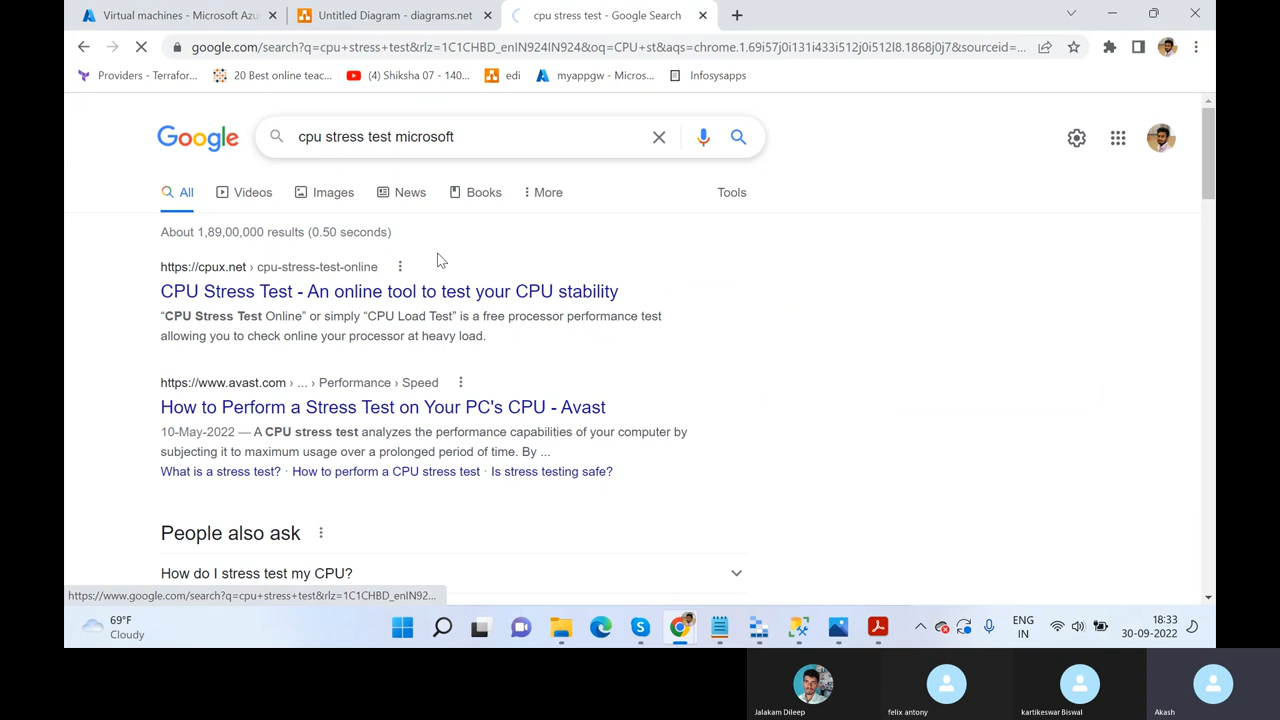 Virtual machines - Microsoft Azu
Untitled Diagram - diagrams.net
cpu stress test - Google Search
google.com/search?q=cpu+stress+test&rlz=1C1CHBD_enIN924IN924&oq=CPU+st&aqs=chrome.1.69i57j0i131i433i512j0i512l8.1868j0j7&sourceid=...
Providers - Terrafor...
20 Best online teac...
(4) Shiksha 07 - 140...
edi
myappgw - Micros...
Infosysapps
Google
cpu stress test microsoft
All
Videos
Images
News
Books
More
Tools
About 1,89,00,000 results (0.50 seconds)
https://cpux.net › cpu-stress-test-online
CPU Stress Test - An online tool to test your CPU stability
“CPU Stress Test Online” or simply “CPU Load Test” is a free processor performance test
allowing you to check online your processor at heavy load.
https://www.avast.com › ... › Performance › Speed
How to Perform a Stress Test on Your PC's CPU - Avast
10-May-2022 — A CPU stress test analyzes the performance capabilities of your computer by
subjecting it to maximum usage over a prolonged period of time. By ...
What is a stress test? · How to perform a CPU stress test · Is stress testing safe?
People also ask
How do I stress test my CPU?
https://www.google.com/search?q=cpu+stress+test&rlz=1C1CHBD_enIN92...
69°F
Cloudy
ENG
IN
18:33
30-09-2022
Jalakam Dileep
felix antony
kartikeswar Biswal
Akash